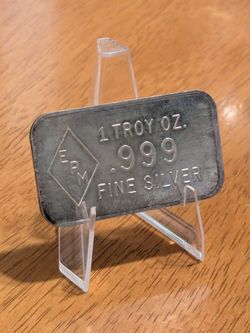 EPM
1 TROY OZ.
.999
FINE SILVER